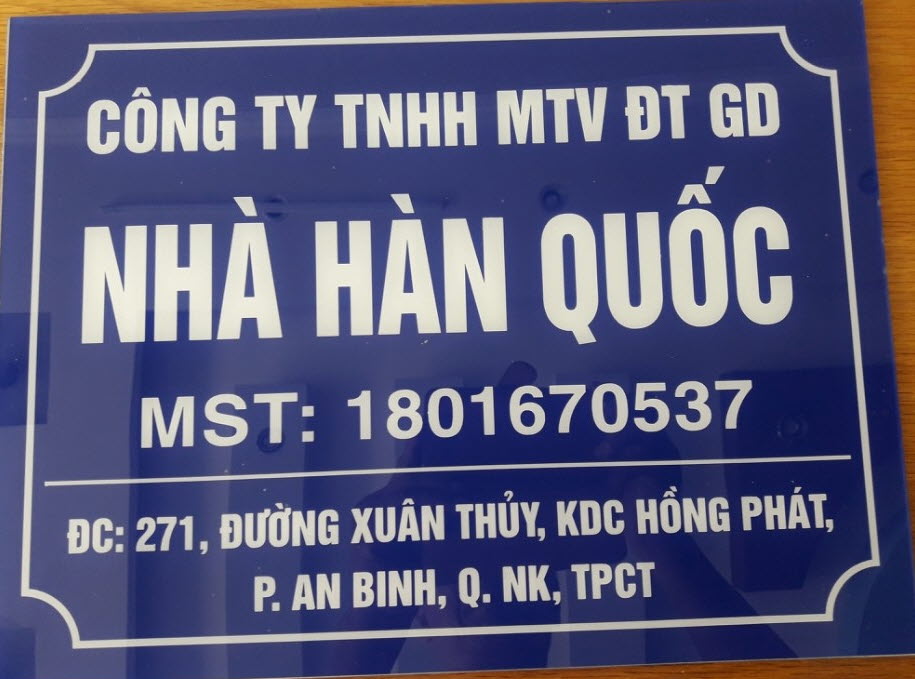 CÔNG TY TNHH MTV ĐT GD
NHÀ HÀN QUỐC
MST: 1801670537
ĐC: 271, ĐƯỜNG XUÂN THỦY, KDC HỒNG PHÁT,
P. AN BINH, Q. NK, TPCT